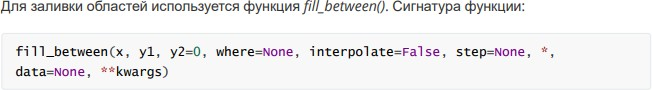 Для заливки областей используется функция fill_between(). Сигнатура функции:
fill_between(x, y1, y2=0, where=None, interpolate=False, step=None, *,
data=None, **kwargs)